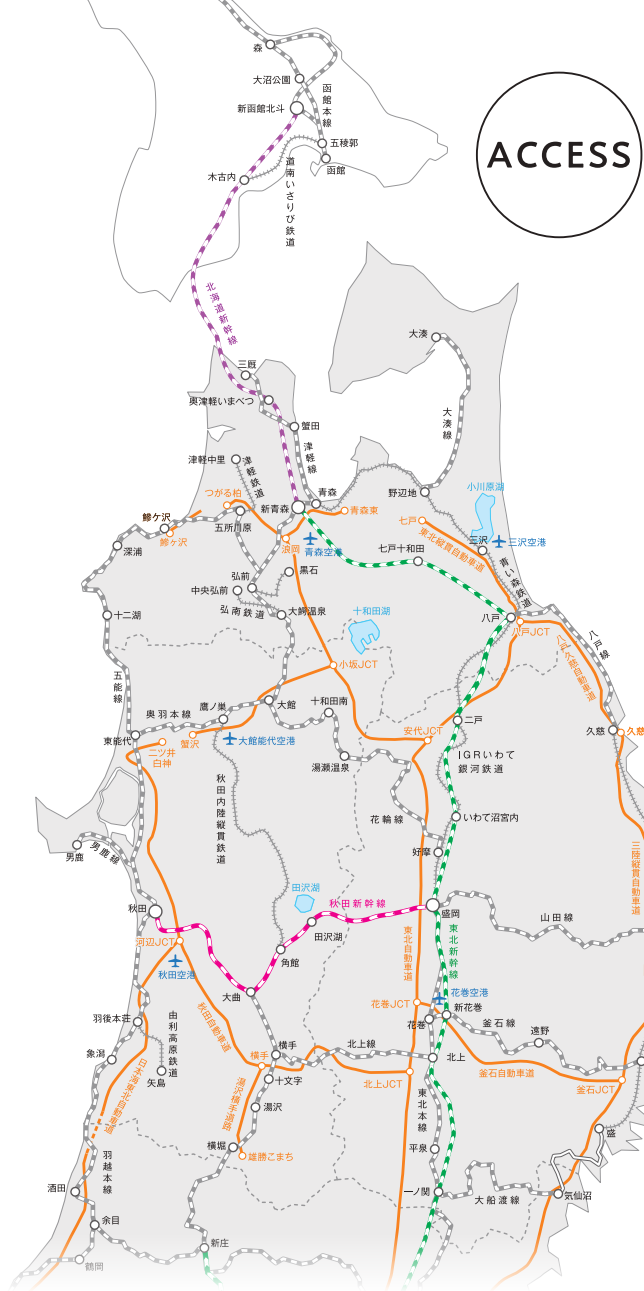 森
大沼公園
函館本線
新函館北斗
ACCESS
五稜郭
函館
木古内
道南いさりび鉄道
北海道新幹線
大湊
三厩
奥津軽いまべつ
大湊線
蟹田
津軽線
津軽中里
津軽鉄道
つがる柏
青森
野辺地
小川原湖
新青森
青森東
鰺ケ沢
五所川原
七戸
鰺ヶ沢
浪岡
青森空港
東北縦貫自動車道
三沢
三沢空港
深浦
七戸十和田
青い森鉄道
黒石
弘前
中央弘前
弘南鉄道
大鰐温泉
十和田湖
十二湖
八戸
八戸JCT
八戸線
八戸久慈自動車道
小坂JCT
五能線
大館
十和田南
鷹ノ巣
奥羽本線
二戸
東能代
二ツ井
白神
蟹沢
大館能代空港
安代JCT
久慈
久慈
湯瀬温泉
IGRいわて
銀河鉄道
秋田内陸縦貫鉄道
花輪線
いわて沼宮内
男鹿
男鹿線
好摩
三陸縦貫自動車道
田沢湖
秋田新幹線
秋田
盛岡
山田線
田沢湖
河辺JCT
東北自動車道
東北新幹線
角館
秋田空港
大曲
花巻空港
花巻JCT
新花巻
羽後本荘
由利高原鉄道
秋田自動車道
花巻
釜石線
遠野
横手
北上線
象潟
横手
北上
日本海東北自動車道
矢島
十文字
北上JCT
釜石自動車道
釜石JCT
湯沢横手道路
湯沢
東北本線
盛
横堀
雄勝こまち
平泉
羽越本線
酒田
一ノ関
大船渡線
気仙沼
余目
新庄
鶴岡